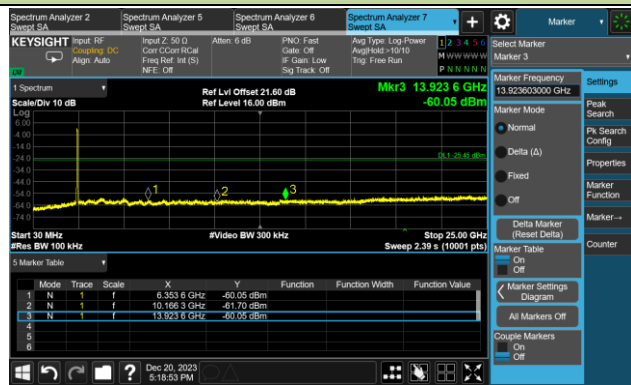 Spectrum Analyzer 2
Swept SA
Spectrum Analyzer 5
Swept SA
Spectrum Analyzer 6
Swept SA
Spectrum Analyzer 7
Swept SA
Marker
KEYSIGHT
Input: RF
Coupling: DC
Align: Auto
Input Z: 50 Ω
Corr CCorr RCal
Freq Ref: Int (S)
NFE: Off
Atten: 6 dB
PNO: Fast
Gate: Off
IF Gain: Low
Sig Track: Off
Avg Type: Log-Power
Avg|Hold:>10/10
Trig: Free Run
1 2 3 4 5 6
M W W W W W
P N N N N N
Select Marker
Marker 3
1 Spectrum
Scale/Div 10 dB
Ref Lvl Offset 21.60 dB
Ref Level 16.00 dBm
Mkr3 13.923 6 GHz
-60.05 dBm
Log
6.00
-4.00
-14.0
-24.0
-34.0
-44.0
-54.0
-64.0
-74.0
DL1 -25.45 dBm
1
2
3
Start 30 MHz
#Res BW 100 kHz
#Video BW 300 kHz
Stop 25.00 GHz
Sweep 2.39 s (10001 pts)
5 Marker Table
Mode Trace Scale X Y Function Function Width Function Value
1 N 1 f 6.353 6 GHz -60.05 dBm
2 N 1 f 10.166 3 GHz -61.70 dBm
3 N 1 f 13.923 6 GHz -60.05 dBm
4
5
6
Marker Frequency
13.923603000 GHz
Marker Mode
Normal
Delta (Δ)
Fixed
Off
Delta Marker
(Reset Delta)
Marker Table
On
Off
Marker Settings
Diagram
All Markers Off
Couple Markers
On
Off
Settings
Peak
Search
Pk Search
Config
Properties
Marker
Function
Marker→
Counter
Dec 20, 2023
5:18:53 PM